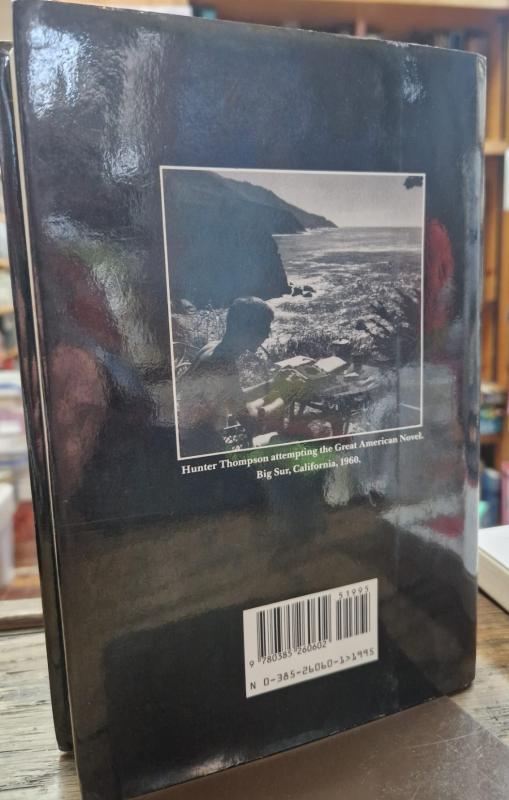 Hunter Thompson attempting the Great American Novel.
Big Sur, California, 1960.
51995
9 780385 260602
N 0-385-26060-1>1995